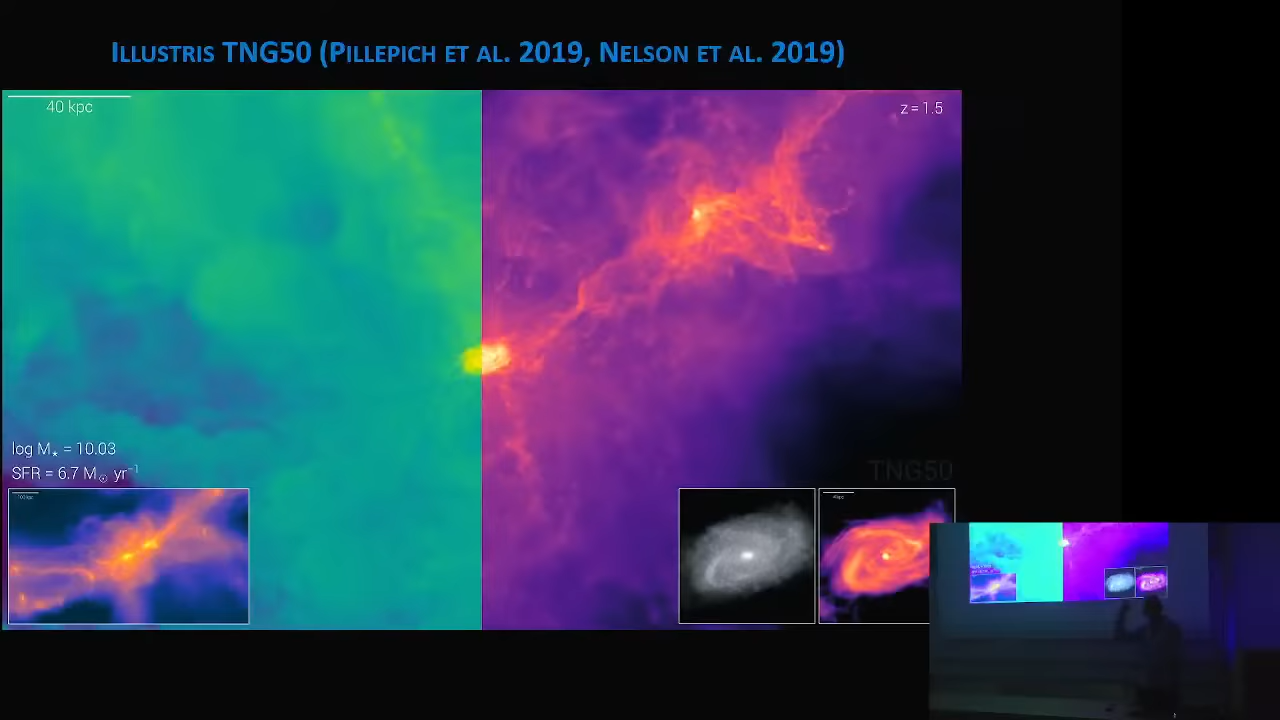 ILLUSTRIS TNG50 (PILLEPICH ET AL. 2019, NELSON ET AL. 2019)
40 kpc
z = 1.5
log M⋆ = 10.03
SFR = 6.7 M☉ yr⁻¹
TNG50